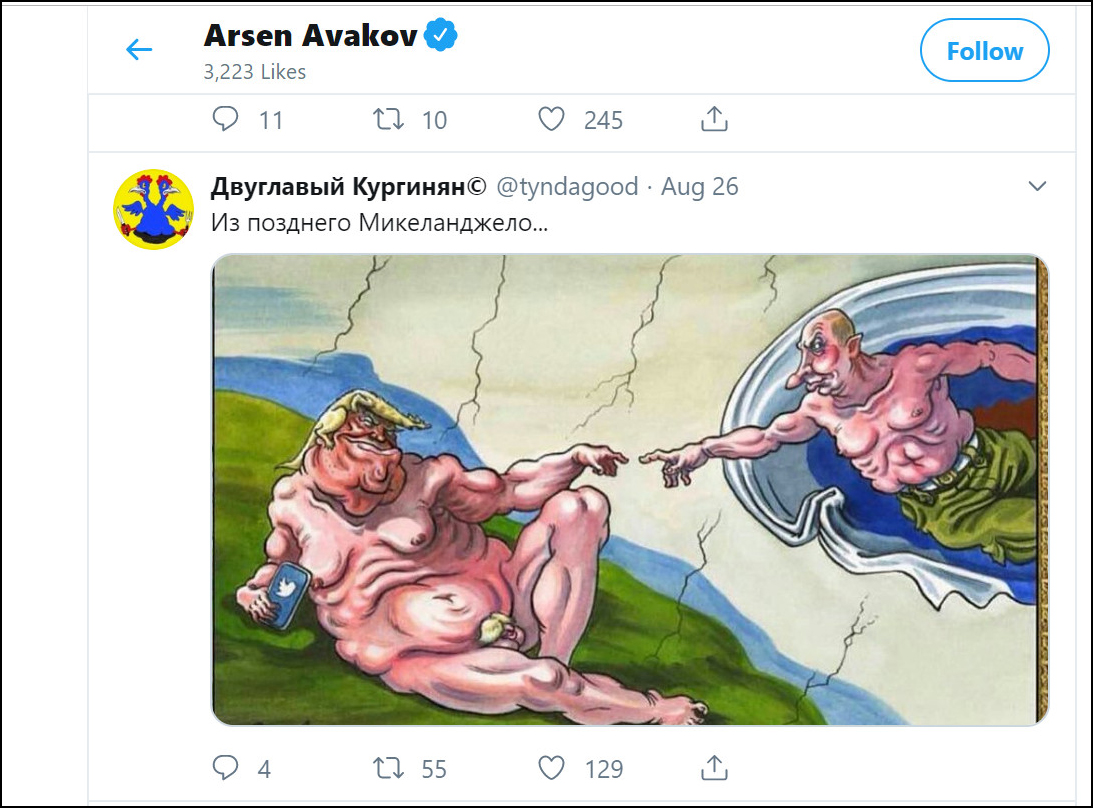 Arsen Avakov
3,223 Likes
Follow
11 10 245
Двуглавый Кургинян© @tyndagood · Aug 26
Из позднего Микеланджело...
4 55 129